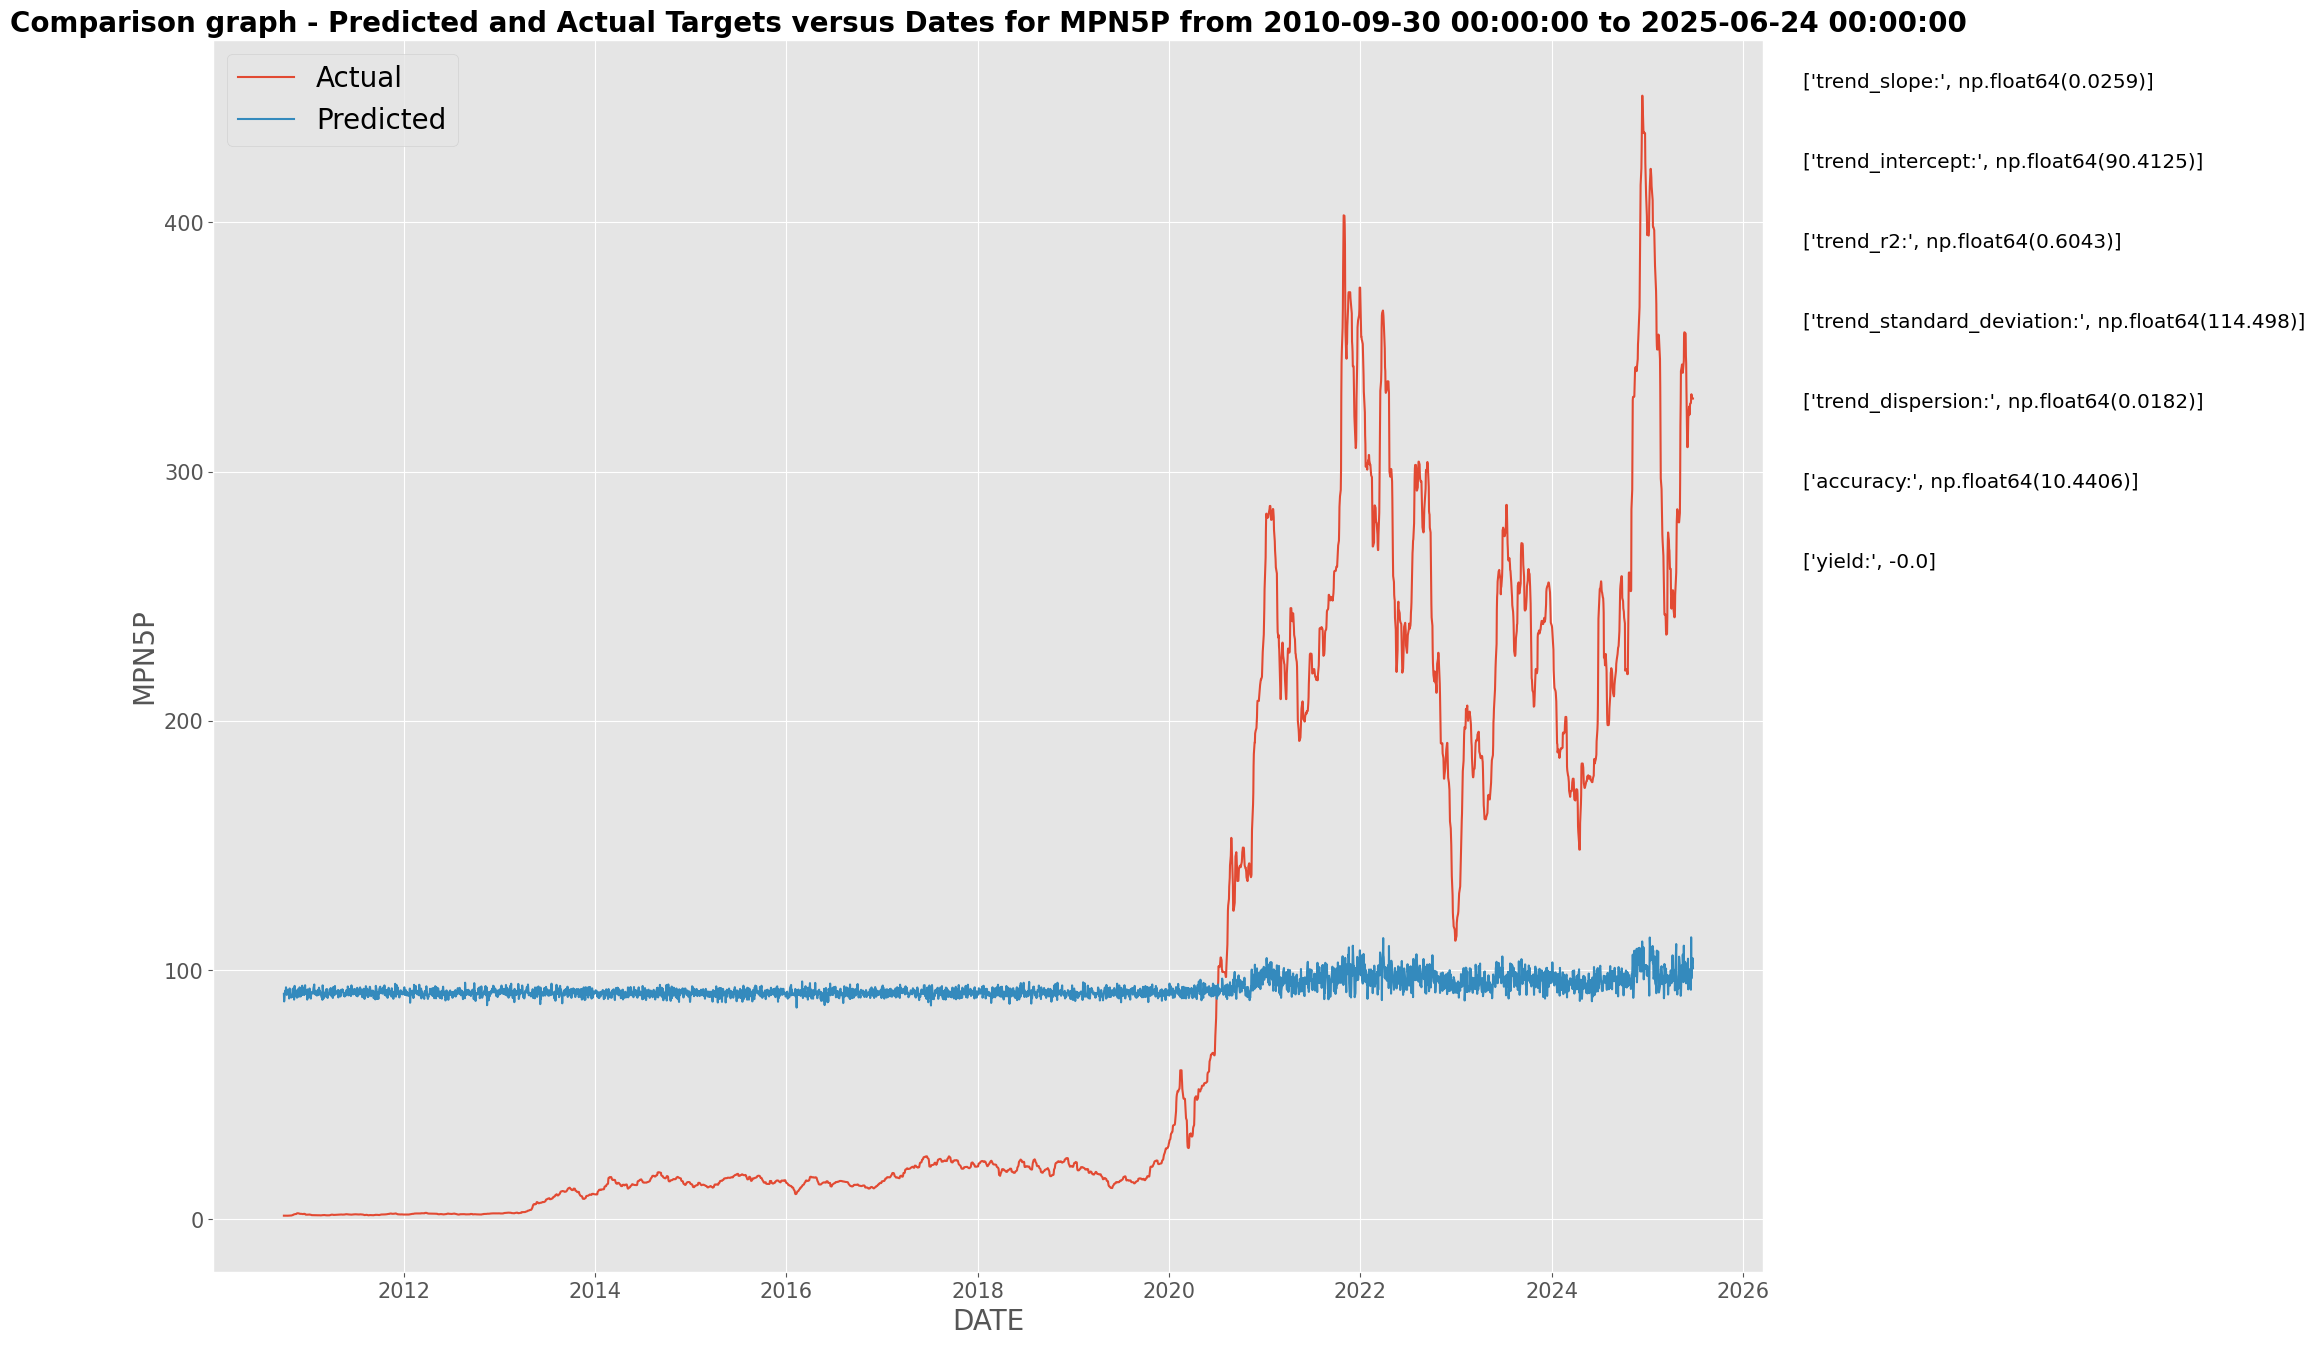 Comparison graph - Predicted and Actual Targets versus Dates for MPN5P from 2010-09-30 00:00:00 to 2025-06-24 00:00:00
Actual
Predicted
['trend_slope:', np.float64(0.0259)]
['trend_intercept:', np.float64(90.4125)]
['trend_r2:', np.float64(0.6043)]
['trend_standard_deviation:', np.float64(114.498)]
['trend_dispersion:', np.float64(0.0182)]
['accuracy:', np.float64(10.4406)]
['yield:', -0.0]
MPN5P
400
300
200
100
0
2012
2014
2016
2018
2020
2022
2024
2026
DATE